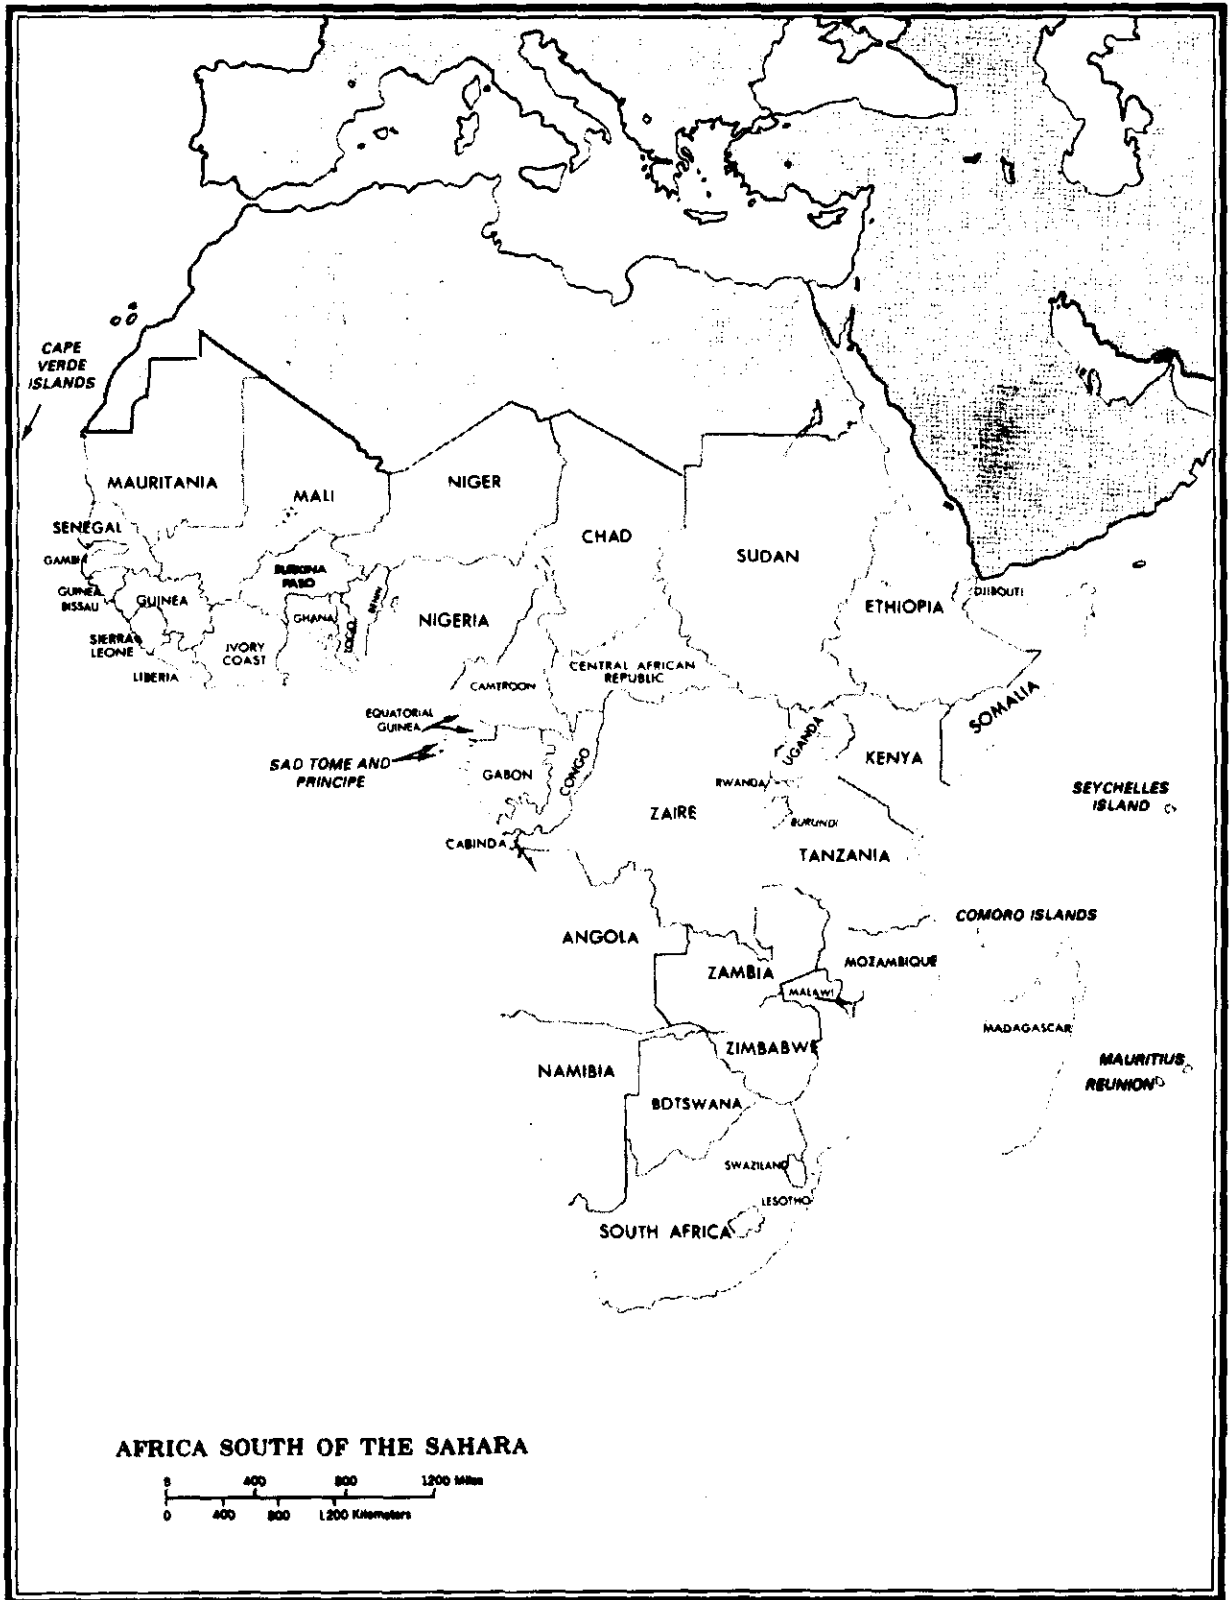 CAPE
VERDE
ISLANDS
MAURITANIA
MALI
NIGER
CHAD
SUDAN
SENEGAL
GAMBIA
GUINEA
BISSAU
GUINEA
BURKINA
FASO
GHANA
TOGO
BENIN
NIGERIA
ETHIOPIA
DJIBOUTI
SIERRA
LEONE
LIBERIA
IVORY
COAST
CAMEROON
CENTRAL AFRICAN
REPUBLIC
SOMALIA
EQUATORIAL
GUINEA
SAD TOME AND
PRINCIPE
GABON
CONGO
UGANDA
KENYA
RWANDA
BURUNDI
ZAIRE
TANZANIA
SEYCHELLES
ISLAND
CABINDA
ANGOLA
ZAMBIA
MALAWI
MOZAMBIQUE
COMORO ISLANDS
MADAGASCAR
NAMIBIA
ZIMBABWE
BDTSWANA
MAURITIUS
REUNION
SWAZILAND
LESOTHO
SOUTH AFRICA
AFRICA SOUTH OF THE SAHARA
0 400 800 1200 Miles
0 400 800 1200 Kilometers